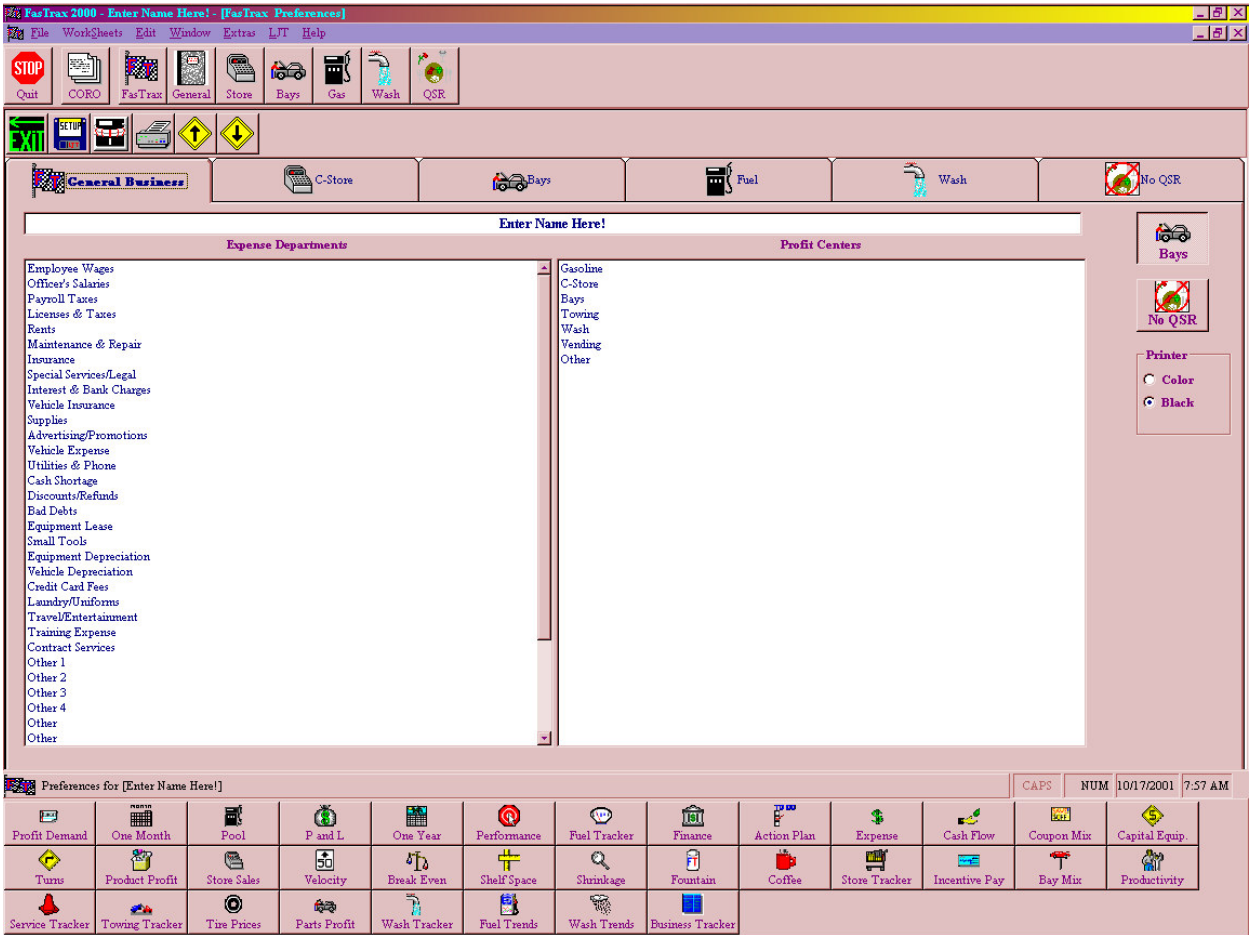 FasTrax 2000 - Enter Name Here! - [FasTrax Preferences]
File WorkSheets Edit Window Extras LJT Help
STOP
Quit CORO FasTrax General Store Bays Gas Wash QSR
EXIT SETUP
General Business C-Store Bays Fuel Wash No QSR
Enter Name Here!
Expense Departments Profit Centers
Employee Wages
Officer's Salaries
Payroll Taxes
Licenses & Taxes
Rents
Maintenance & Repair
Insurance
Special Services/Legal
Interest & Bank Charges
Vehicle Insurance
Supplies
Advertising/Promotions
Vehicle Expense
Utilities & Phone
Cash Shortage
Discounts/Refunds
Bad Debts
Equipment Lease
Small Tools
Equipment Depreciation
Vehicle Depreciation
Credit Card Fees
Laundry/Uniforms
Travel/Entertainment
Training Expense
Contract Services
Other 1
Other 2
Other 3
Other 4
Other
Other
Gasoline
C-Store
Bays
Towing
Wash
Vending
Other
Bays
No QSR
Printer
Color
Black
Preferences for [Enter Name Here!] CAPS NUM 10/17/2001 7:57 AM
Profit Demand One Month Pool P and L One Year Performance Fuel Tracker Finance Action Plan Expense Cash Flow Coupon Mix Capital Equip.
Turns Product Profit Store Sales Velocity Break Even Shelf Space Shrinkage Fountain Coffee Store Tracker Incentive Pay Bay Mix Productivity
Service Tracker Towing Tracker Tire Prices Parts Profit Wash Tracker Fuel Trends Wash Trends Business Tracker